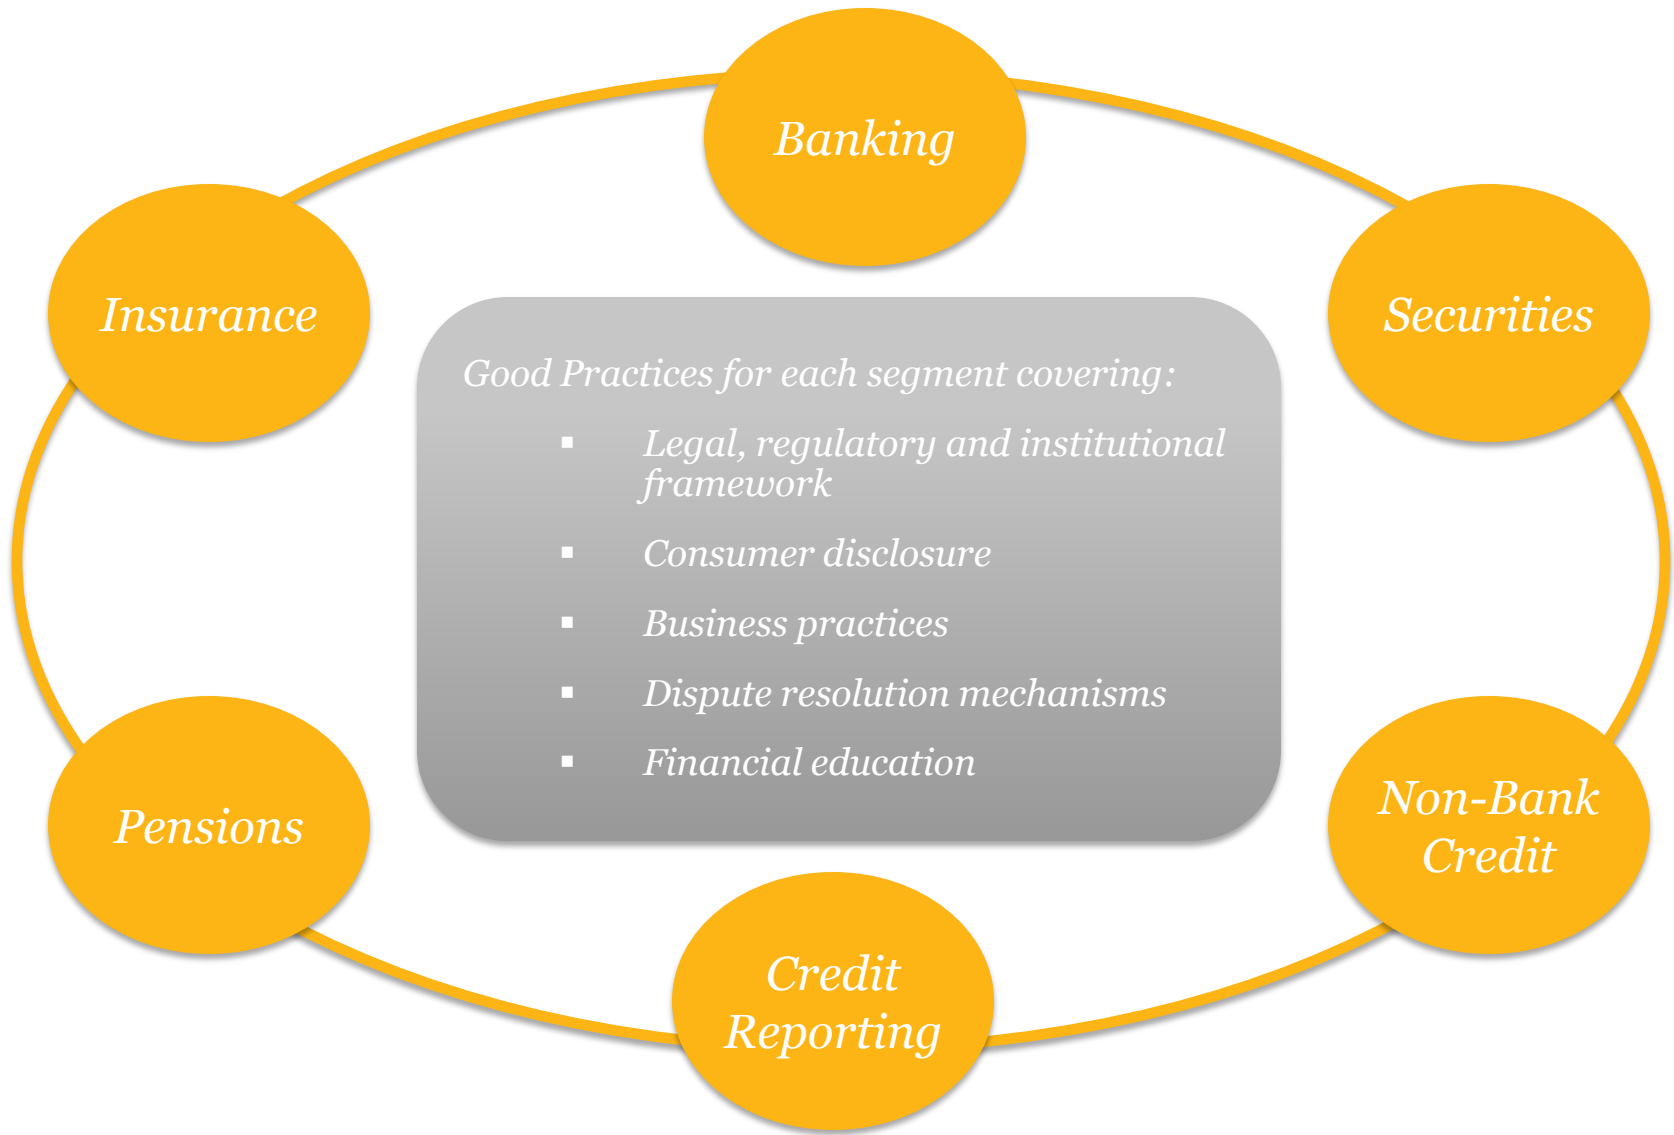 Banking
Insurance
Securities
Good Practices for each segment covering:
▪ Legal, regulatory and institutional
framework
▪ Consumer disclosure
▪ Business practices
▪ Dispute resolution mechanisms
▪ Financial education
Pensions
Non-Bank
Credit
Credit
Reporting